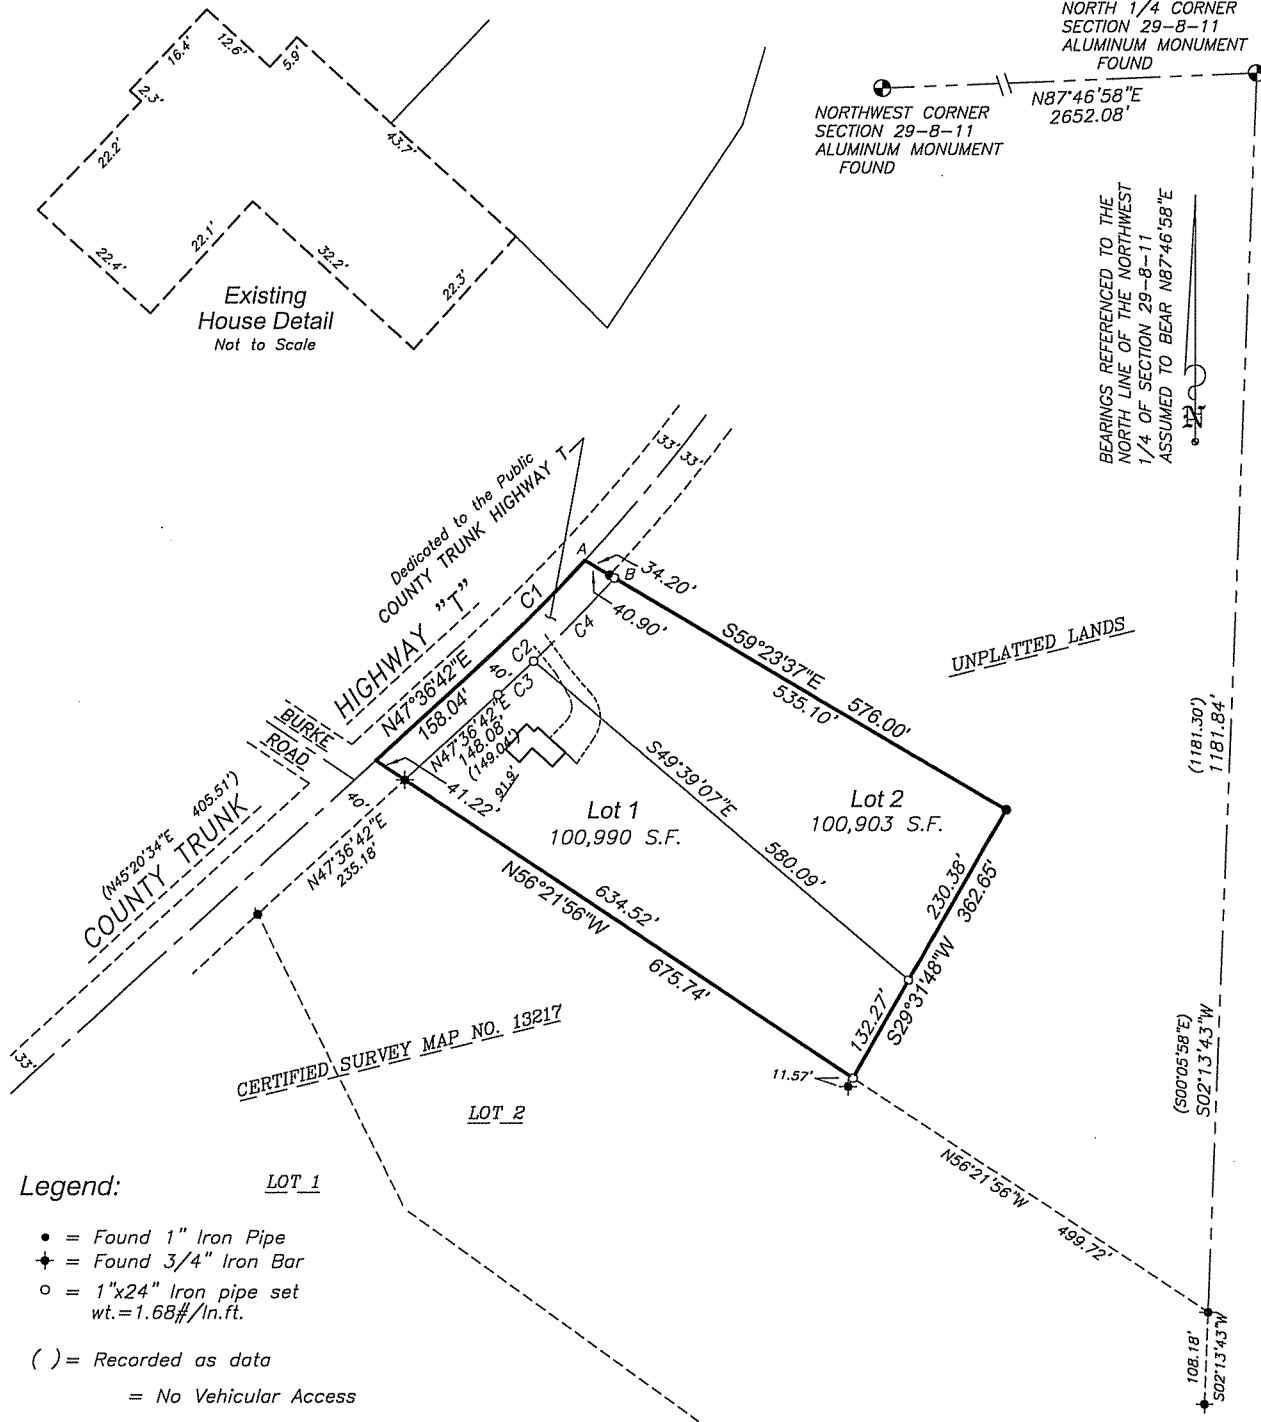 NORTH 1/4 CORNER
SECTION 29-8-11
ALUMINUM MONUMENT
FOUND
N87°46'58"E
2652.08'
NORTHWEST CORNER
SECTION 29-8-11
ALUMINUM MONUMENT
FOUND
16.4'
12.6'
5.9'
2.3'
22.2'
43.7'
22.4'
22.1'
32.2'
22.3'
Existing
House Detail
Not to Scale
BEARINGS REFERENCED TO THE
NORTH LINE OF THE NORTHWEST
1/4 OF SECTION 29-8-11
ASSUMED TO BEAR N87°46'58"E
N
33'
33'
Dedicated to the Public
COUNTY TRUNK HIGHWAY T
HIGHWAY "T"
A
B
34.20'
40.90'
C1
C2
C4
C3
40'
N47°36'42"E
158.04'
N47°36'42"E
148.08'
(149.04')
91.9'
41.22'
BURKE
ROAD
40'
(N45°20'34"E 405.51')
COUNTY TRUNK
N47°36'42"E
235.18'
33'
S59°23'37"E
535.10'
576.00'
UNPLATTED LANDS
S49°39'07"E
580.09'
Lot 1
100,990 S.F.
Lot 2
100,903 S.F.
230.38'
362.65'
132.27'
S29°31'48"W
N56°21'56"W
634.52'
675.74'
11.57'
(1181.30')
1181.84'
(S00°05'58"E)
S02°13'43"W
CERTIFIED SURVEY MAP NO. 13217
LOT 2
LOT 1
N56°21'56"W
499.72'
108.18'
S02°13'43"W
Legend:
= Found 1" Iron Pipe
= Found 3/4" Iron Bar
= 1"x24" Iron pipe set
wt.=1.68#/ln.ft.
( )= Recorded as data
= No Vehicular Access